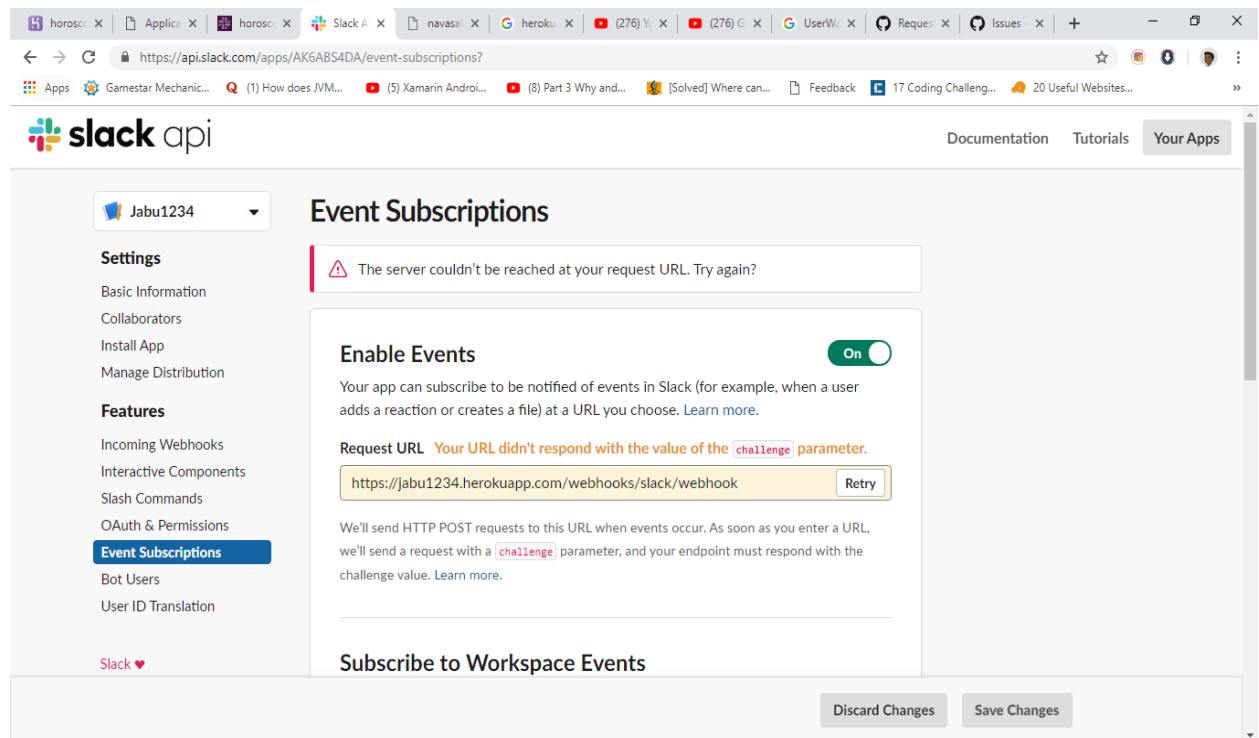 horosco Applica horosco Slack A navasai heroku (276) Yo (276) G UserWa Reques Issues
https://api.slack.com/apps/AK6ABS4DA/event-subscriptions?
Apps Gamestar Mechanic... (1) How does JVM... (5) Xamarin Androi... (8) Part 3 Why and... [Solved] Where can... Feedback 17 Coding Challeng... 20 Useful Websites... »
slack api
Documentation Tutorials Your Apps
Jabu1234
Event Subscriptions
Settings
The server couldn't be reached at your request URL. Try again?
Basic Information
Collaborators
Install App
Manage Distribution
Enable Events
On
Your app can subscribe to be notified of events in Slack (for example, when a user
adds a reaction or creates a file) at a URL you choose. Learn more.
Features
Incoming Webhooks
Interactive Components
Slash Commands
OAuth & Permissions
Event Subscriptions
Bot Users
User ID Translation
Request URL Your URL didn't respond with the value of the challenge parameter.
https://jabu1234.herokuapp.com/webhooks/slack/webhook
Retry
We'll send HTTP POST requests to this URL when events occur. As soon as you enter a URL,
we'll send a request with a challenge parameter, and your endpoint must respond with the
challenge value. Learn more.
Slack ♥
Subscribe to Workspace Events
Discard Changes Save Changes